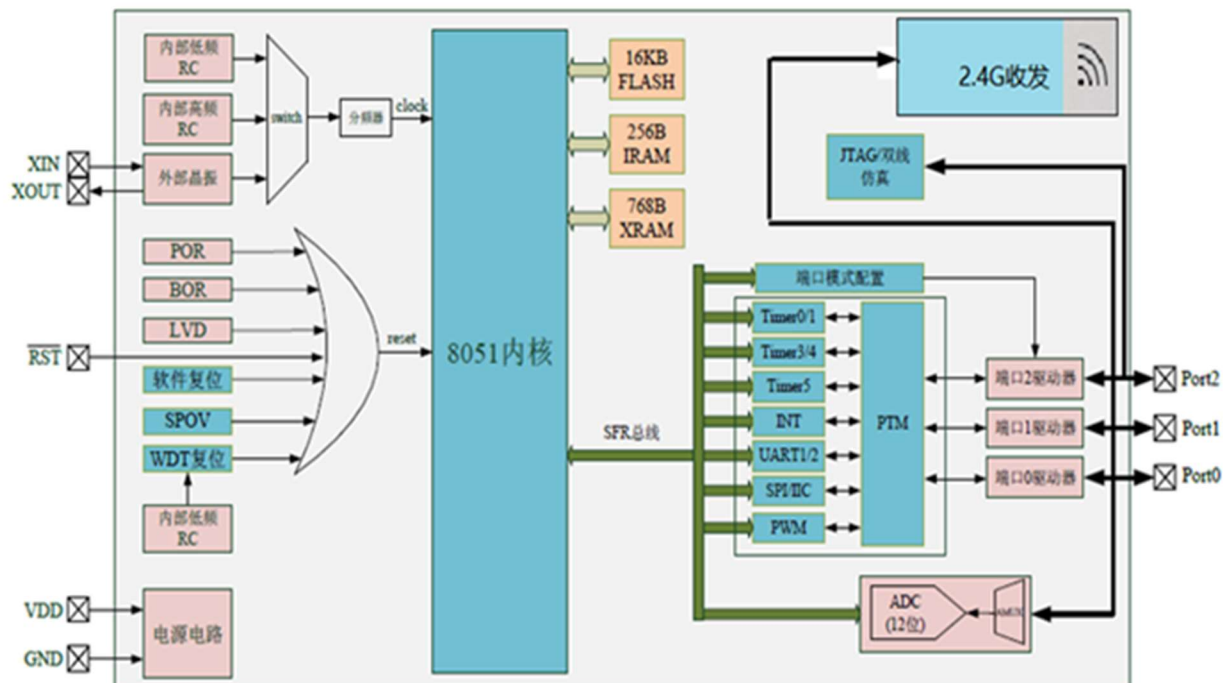 内部低频
RC
内部高频
RC
XIN
XOUT
外部晶振
switch
分频器
clock
POR
BOR
LVD
RST
软件复位
SPOV
WDT复位
内部低频
RC
reset
VDD
GND
电源电路
8051内核
16KB
FLASH
256B
IRAM
768B
XRAM
2.4G收发
JTAG/双线
仿真
SFR总线
端口模式配置
Timer0/1
Timer3/4
Timer5
INT
UART1/2
SPI/IIC
PWM
PTM
端口2驱动器
端口1驱动器
端口0驱动器
Port2
Port1
Port0
ADC
(12位)
AMUX